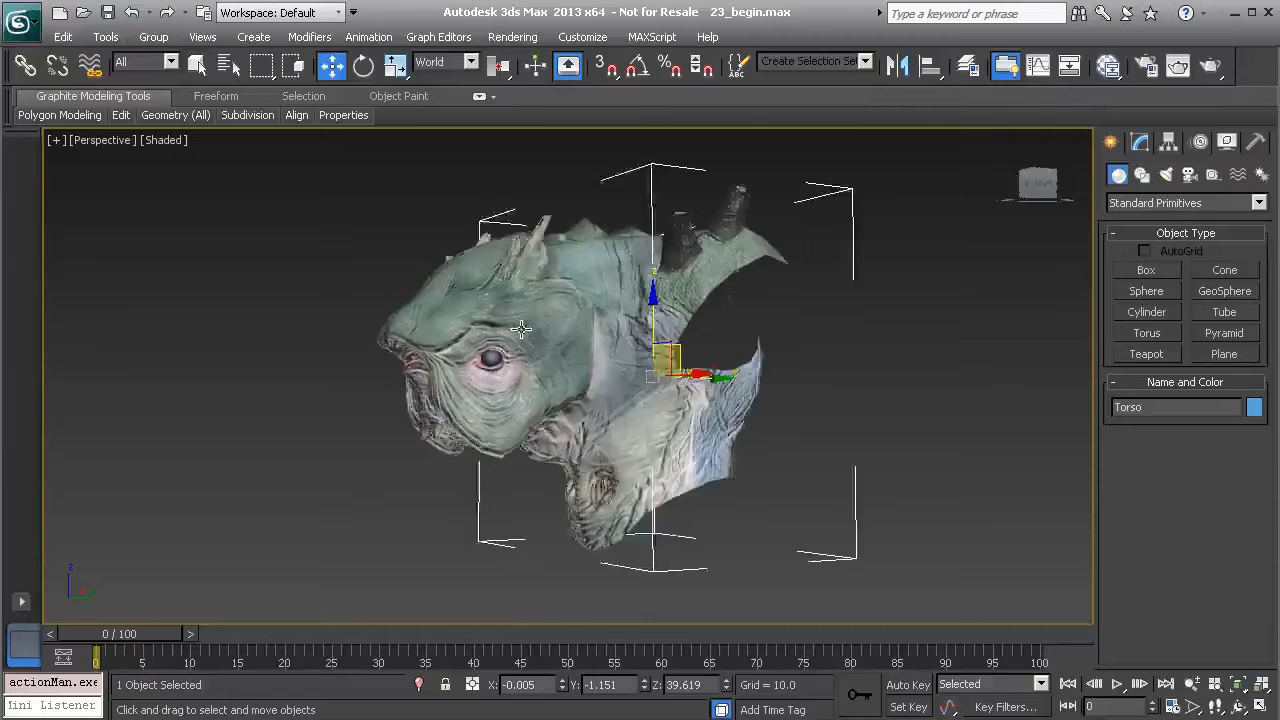 Workspace: Default
Autodesk 3ds Max 2013 x64 - Not for Resale 23_begin.max
Type a keyword or phrase
Edit Tools Group Views Create Modifiers Animation Graph Editors Rendering Customize MAXScript Help
All World 3 Create Selection Se
Graphite Modeling Tools Freeform Selection Object Paint
Polygon Modeling Edit Geometry (All) Subdivision Align Properties
[+][Perspective][Shaded]
Standard Primitives
- Object Type
AutoGrid
Box Cone
Sphere GeoSphere
Cylinder Tube
Torus Pyramid
Teapot Plane
- Name and Color
Torso
z
z
< 0 / 100 >
0 5 10 15 20 25 30 35 40 45 50 55 60 65 70 75 80 85 90 95 100
actionMan.exe 1 Object Selected X: -0.005 Y: -1.151 Z: 39.619 Grid = 10.0 Auto Key Selected
Mini Listener Click and drag to select and move objects Add Time Tag Set Key Key Filters... 0